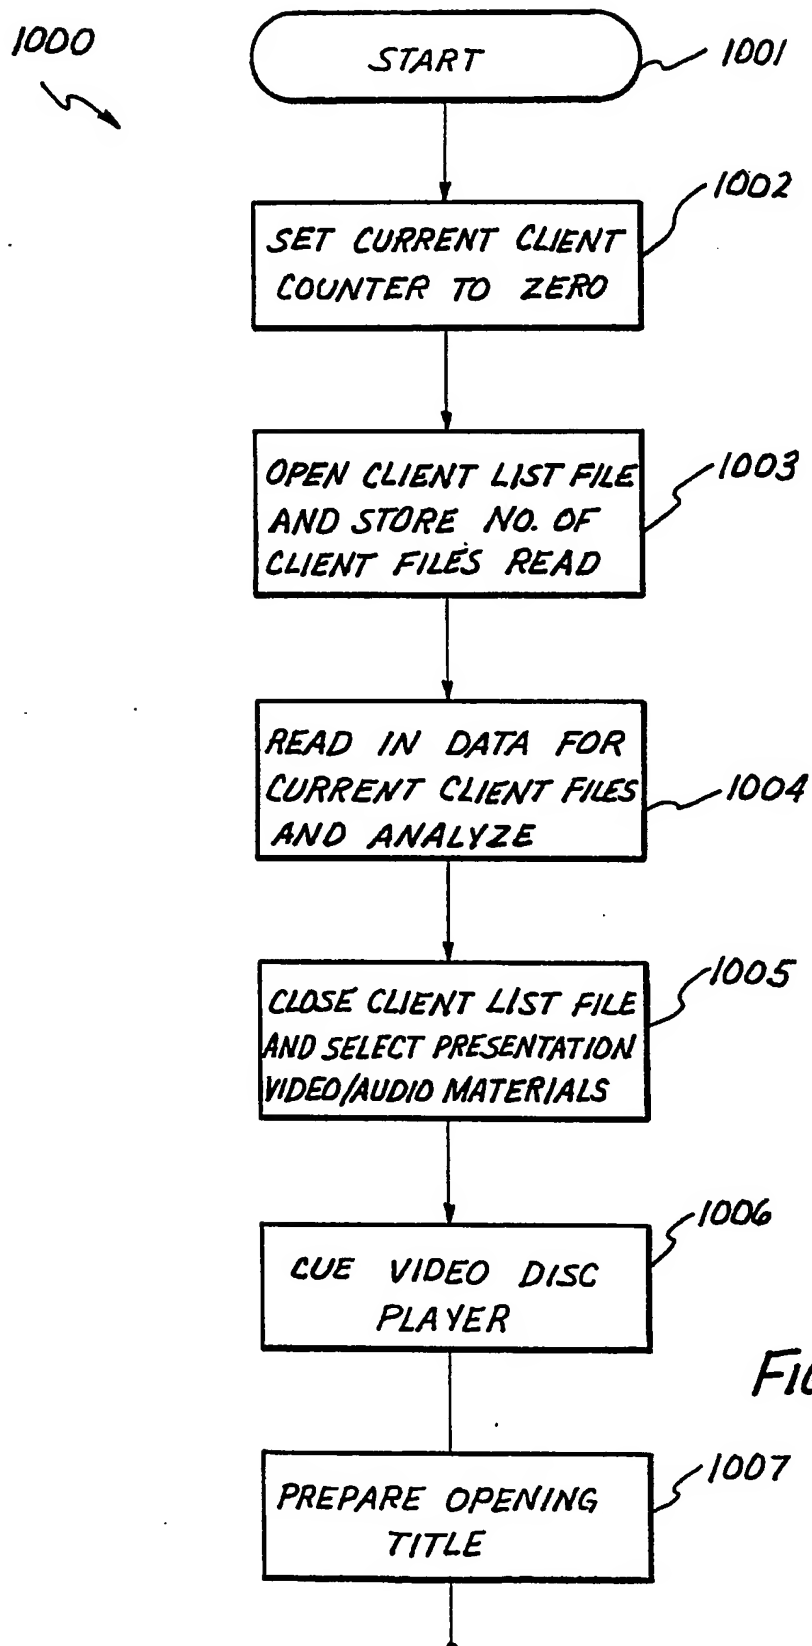 1000
START
1001
1002
SET CURRENT CLIENT
COUNTER TO ZERO
1003
OPEN CLIENT LIST FILE
AND STORE NO. OF
CLIENT FILES READ
READ IN DATA FOR
CURRENT CLIENT FILES
AND ANALYZE
1004
1005
CLOSE CLIENT LIST FILE
AND SELECT PRESENTATION
VIDEO/AUDIO MATERIALS
1006
CUE VIDEO DISC
PLAYER
1007
PREPARE OPENING
TITLE